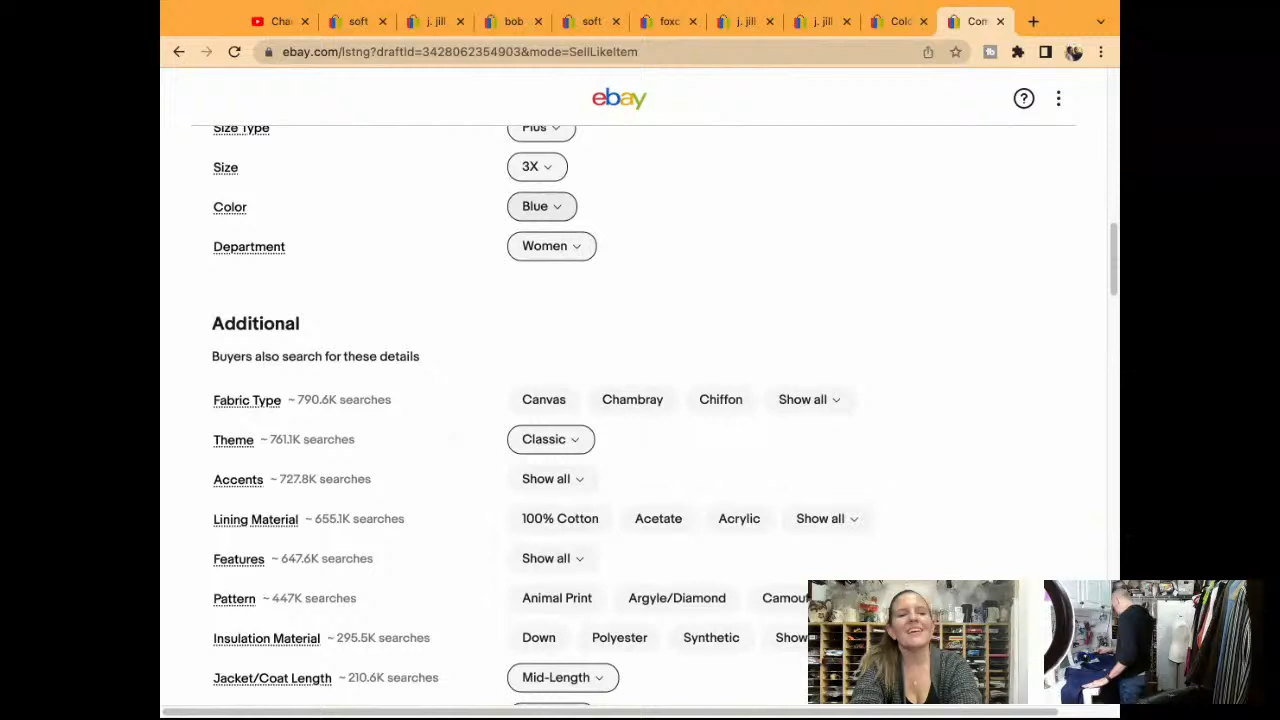 Cha soft j. jill bob soft foxc j. jill j. jill Colc Com
ebay.com/lstng?draftId=3428062354903&mode=SellLikeItem
ebay
Size Type Plus
Size 3X
Color Blue
Department Women
Additional
Buyers also search for these details
Fabric Type ~ 790.6K searches Canvas Chambray Chiffon Show all
Theme ~ 761.1K searches Classic
Accents ~ 727.8K searches Show all
Lining Material ~ 655.1K searches 100% Cotton Acetate Acrylic Show all
Features ~ 647.6K searches Show all
Pattern ~ 447K searches Animal Print Argyle/Diamond Camou
Insulation Material ~ 295.5K searches Down Polyester Synthetic Show
Jacket/Coat Length ~ 210.6K searches Mid-Length